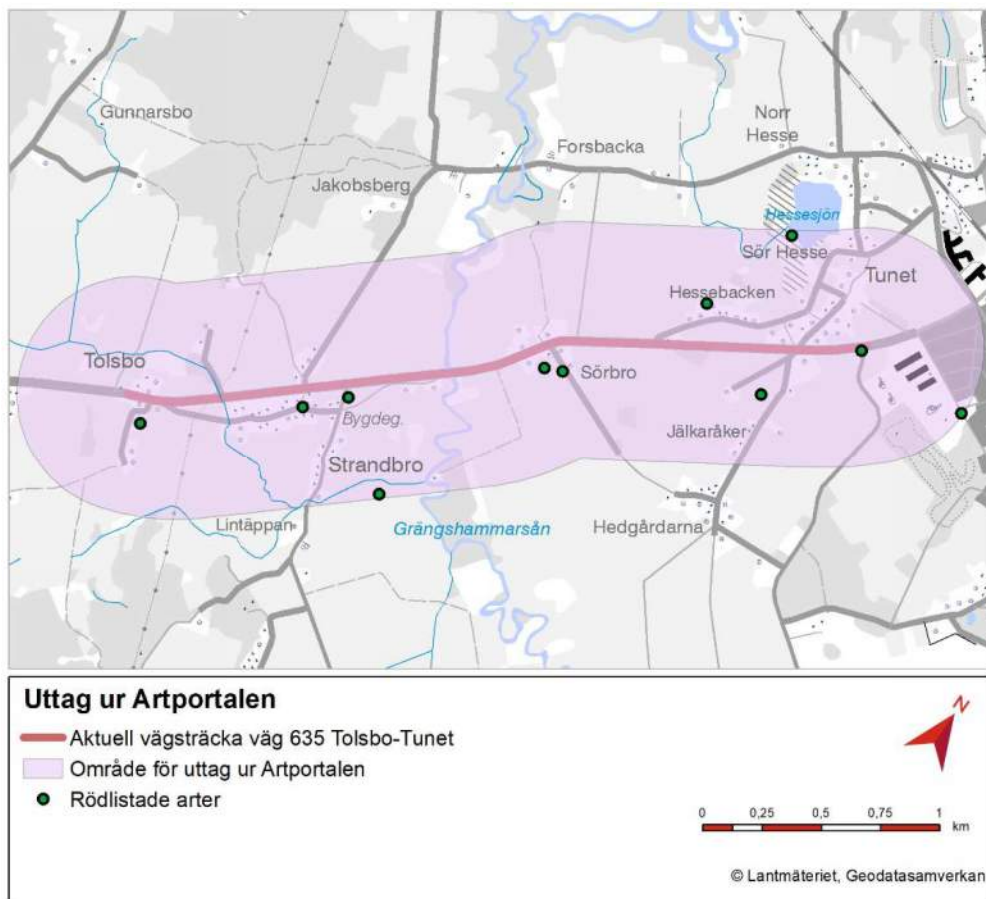 Gunnarsbo
Norr
Hesse
Forsbacka
Jakobsberg
Hessesjön
Sör Hesse
Tunet
Hessebacken
Tolsbo
Sörbro
Bygdeg.
Jälkaråker
Strandbro
Lintäppan
Grängshammarsån
Hedgårdarna
Uttag ur Artportalen
Aktuell vägsträcka väg 635 Tolsbo-Tunet
Område för uttag ur Artportalen
Rödlistade arter
N
0 0,25 0,5 0,75 1
km
© Lantmäteriet, Geodatasamverkan